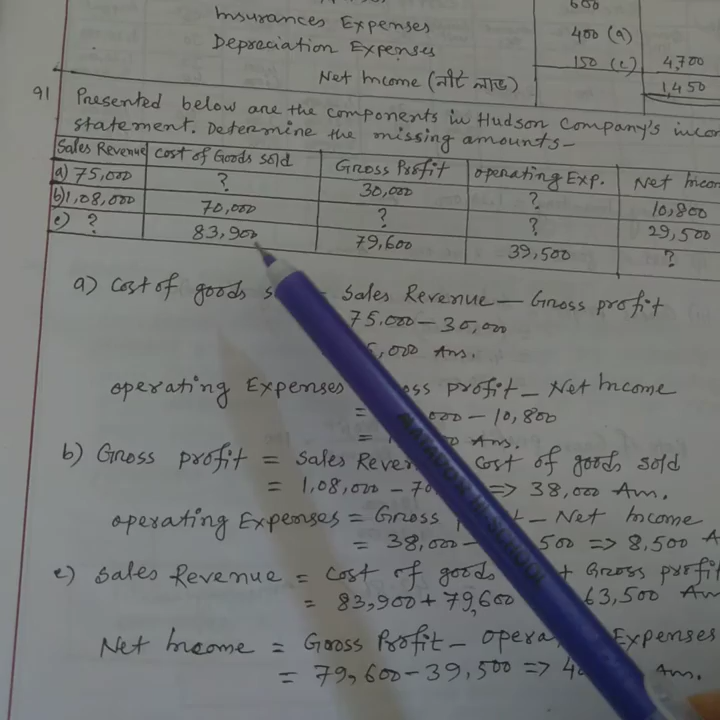 600
Insurances Expenses 400 (a)
Depreciation Expenses 150 (c) 4,700
Net Income (नीट लाभ) 1,450
91 Presented below are the components in Hudson Company's
statement. Determine the missing amounts-
Sales Revenue Cost of Goods Sold Gross Profit Operating Exp. Net
a) 75,000 ? 30,000 ? 10,800
b) 1,08,000 70,000 ? ? 29,500
c) ? 83,900 79,600 39,500 ?
a) Cost of goods Sales Revenue - Gross profit
75,000 - 30,000
Ans.
Operating Expenses profit - Net Income
= - 10,800
= Ans.
b) Gross profit = Sales Cost of goods sold
= 1,08,000 - => 38,000 Ans.
Operating Expenses = Gross - Net Income
= 38,000 - 500 => 8,500
c) Sales Revenue = Cost of goods + Gross profit
= 83,900 + 79,600 63,500 Ans
Net Income = Gross Profit - Expenses
= 79,600 - 39,500 => Ans.
HI SCHOOL